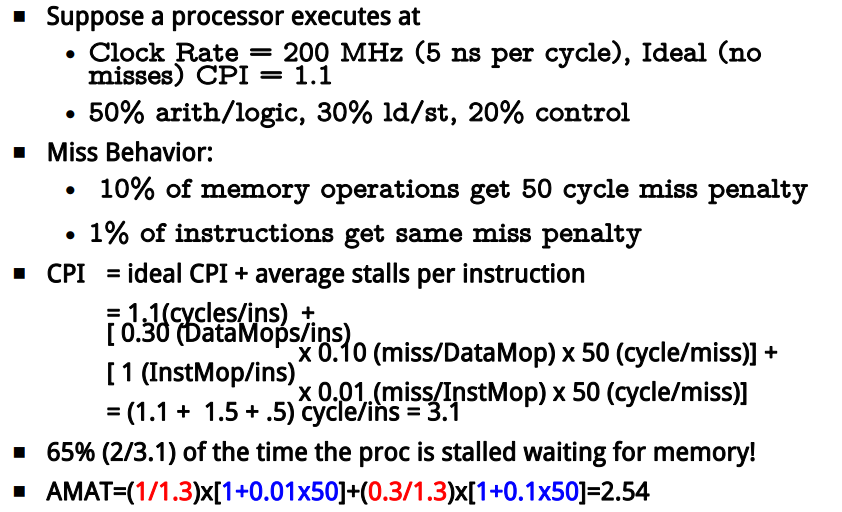 ▪ Suppose a processor executes at
• Clock Rate = 200 MHz (5 ns per cycle), Ideal (no
misses) CPI = 1.1
• 50% arith/logic, 30% ld/st, 20% control
▪ Miss Behavior:
• 10% of memory operations get 50 cycle miss penalty
• 1% of instructions get same miss penalty
▪ CPI = ideal CPI + average stalls per instruction
= 1.1(cycles/ins) +
[ 0.30 (DataMops/ins)
x 0.10 (miss/DataMop) x 50 (cycle/miss)] +
[ 1 (InstMop/ins)
x 0.01 (miss/InstMop) x 50 (cycle/miss)]
= (1.1 + 1.5 + .5) cycle/ins = 3.1
▪ 65% (2/3.1) of the time the proc is stalled waiting for memory!
▪ AMAT=(1/1.3)x[1+0.01x50]+(0.3/1.3)x[1+0.1x50]=2.54